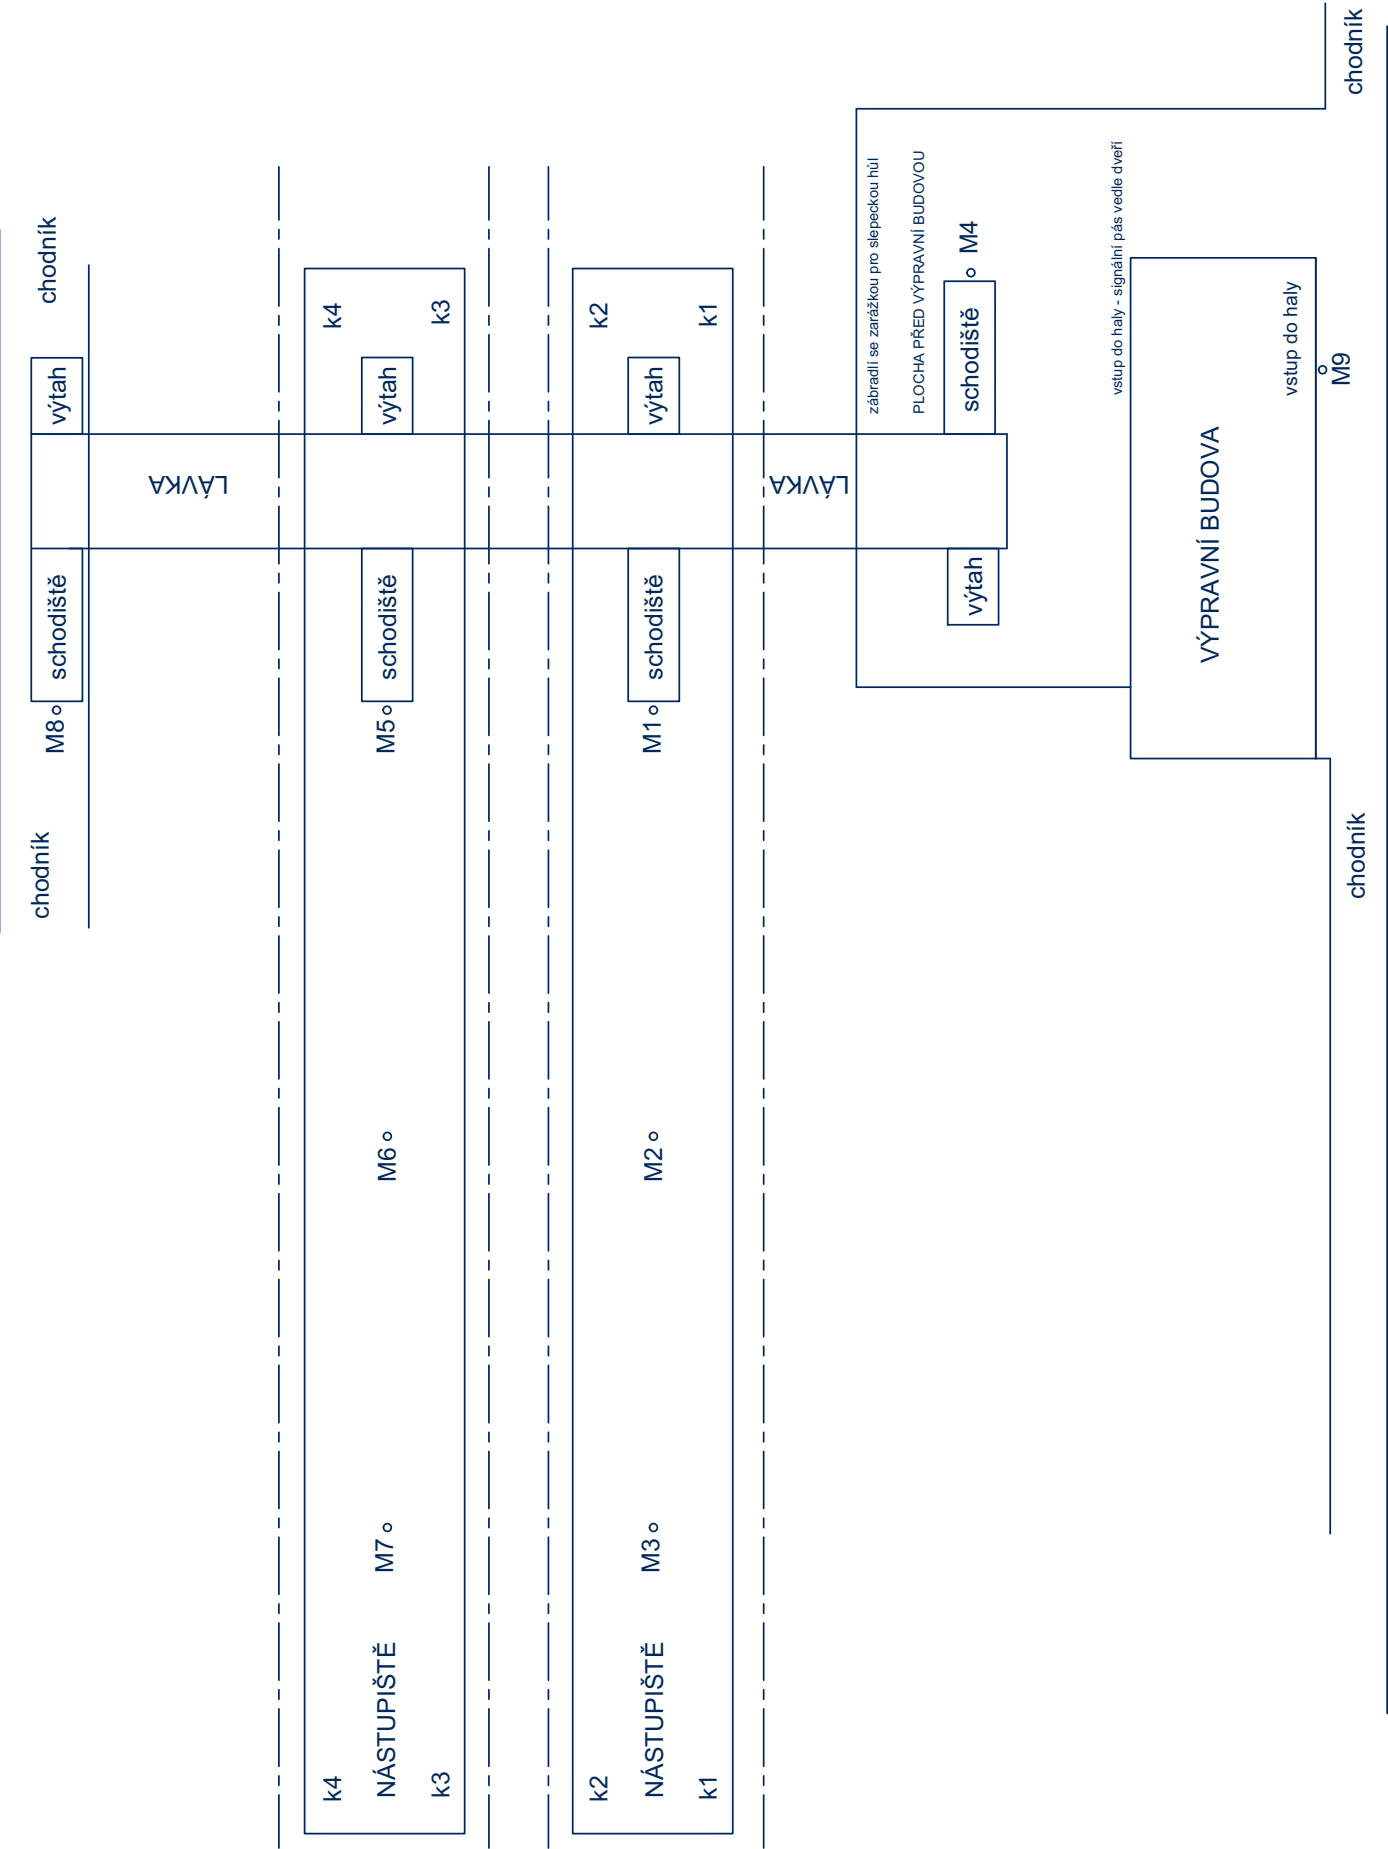 chodník
chodník
výtah
LÁVKA
schodiště
M8
k4
k3
výtah
schodiště
M5
M6
M7
NÁSTUPIŠTĚ
k4
k3
k2
k1
výtah
schodiště
M1
M2
M3
NÁSTUPIŠTĚ
k2
k1
LÁVKA
zábradlí se zarážkou pro slepeckou hůl
PLOCHA PŘED VÝPRAVNÍ BUDOVOU
M4
schodiště
výtah
vstup do haly - signální pás vedle dveří
VÝPRAVNÍ BUDOVA
vstup do haly
M9
chodník
chodník